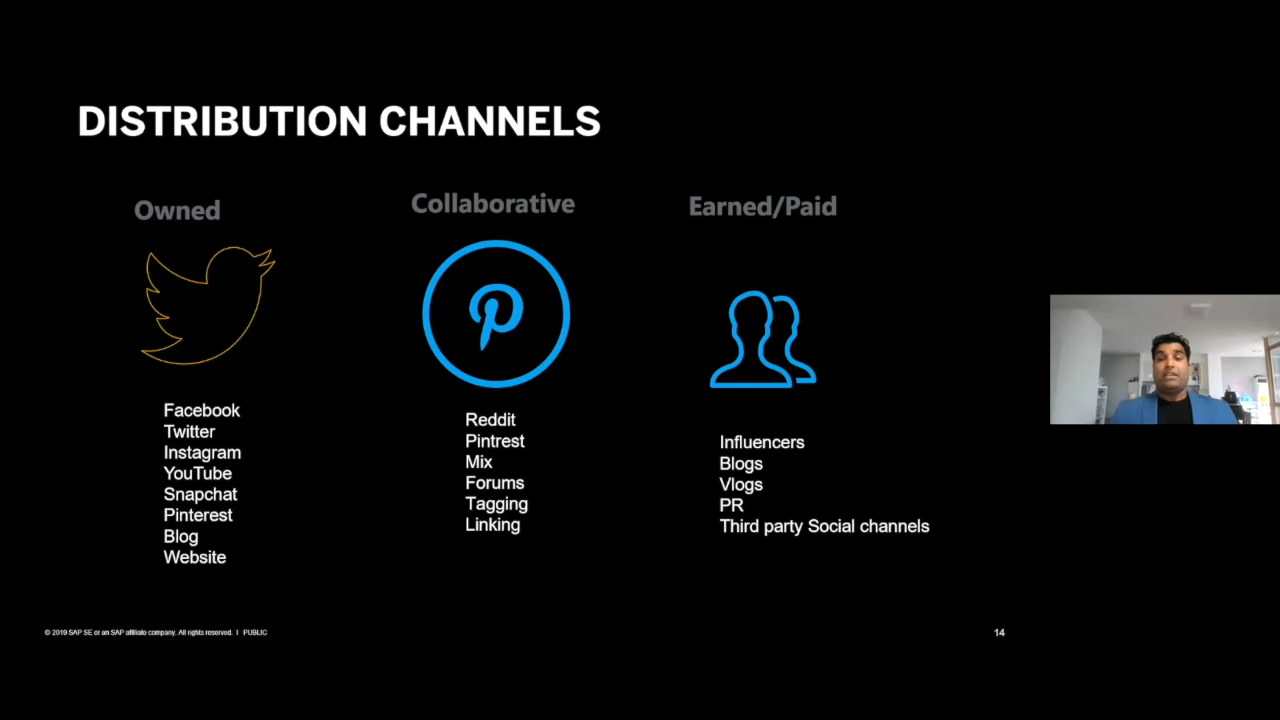 DISTRIBUTION CHANNELS
Owned
Facebook
Twitter
Instagram
YouTube
Snapchat
Pinterest
Blog
Website
Collaborative
Reddit
Pintrest
Mix
Forums
Tagging
Linking
Earned/Paid
Influencers
Blogs
Vlogs
PR
Third party Social channels
© 2019 SAP SE or an SAP affiliate company. All rights reserved. I PUBLIC
14